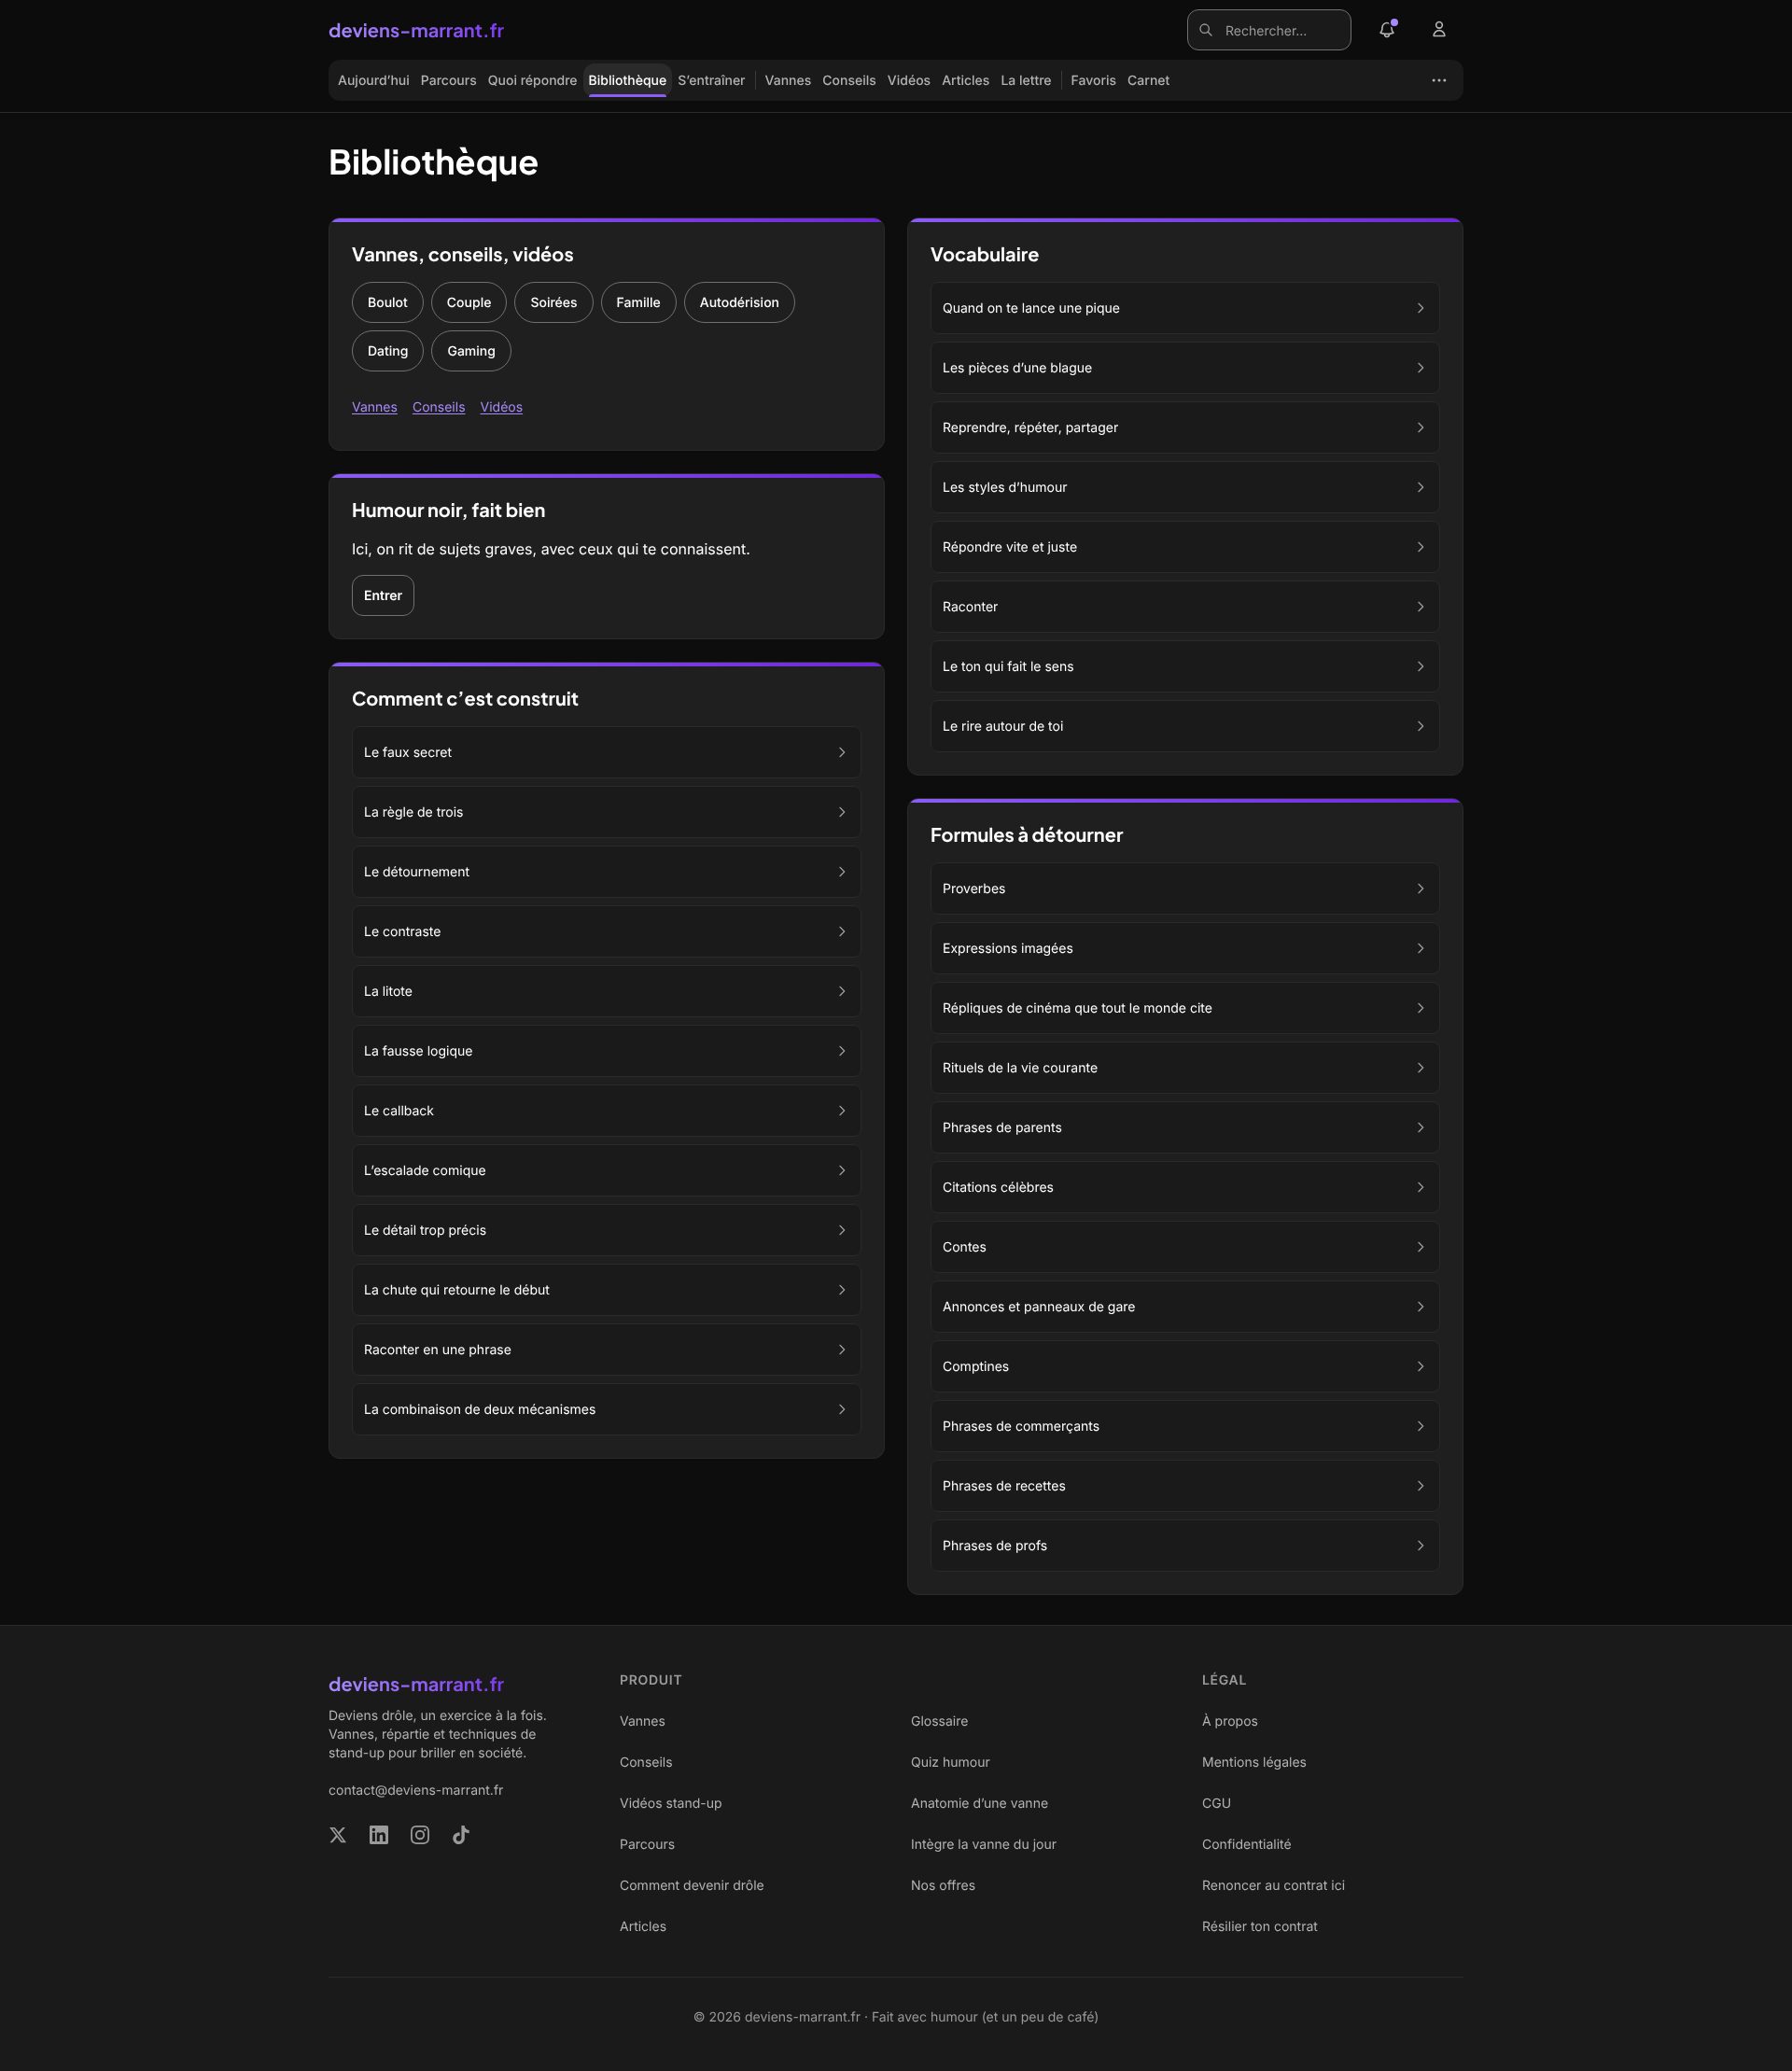 deviens-marrant.fr
Rechercher...
Aujourd’hui Parcours Quoi répondre Bibliothèque S’entraîner Vannes Conseils Vidéos Articles La lettre Favoris Carnet
Bibliothèque
Vannes, conseils, vidéos
Boulot Couple Soirées Famille Autodérision
Dating Gaming
Vannes Conseils Vidéos
Humour noir, fait bien
Ici, on rit de sujets graves, avec ceux qui te connaissent.
Entrer
Comment c’est construit
Le faux secret
La règle de trois
Le détournement
Le contraste
La litote
La fausse logique
Le callback
L’escalade comique
Le détail trop précis
La chute qui retourne le début
Raconter en une phrase
La combinaison de deux mécanismes
Vocabulaire
Quand on te lance une pique
Les pièces d’une blague
Reprendre, répéter, partager
Les styles d’humour
Répondre vite et juste
Raconter
Le ton qui fait le sens
Le rire autour de toi
Formules à détourner
Proverbes
Expressions imagées
Répliques de cinéma que tout le monde cite
Rituels de la vie courante
Phrases de parents
Citations célèbres
Contes
Annonces et panneaux de gare
Comptines
Phrases de commerçants
Phrases de recettes
Phrases de profs
deviens-marrant.fr
Deviens drôle, un exercice à la fois.
Vannes, répartie et techniques de
stand-up pour briller en société.
contact@deviens-marrant.fr
PRODUIT
Vannes
Conseils
Vidéos stand-up
Parcours
Comment devenir drôle
Articles
Glossaire
Quiz humour
Anatomie d’une vanne
Intègre la vanne du jour
Nos offres
LÉGAL
À propos
Mentions légales
CGU
Confidentialité
Renoncer au contrat ici
Résilier ton contrat
© 2026 deviens-marrant.fr · Fait avec humour (et un peu de café)